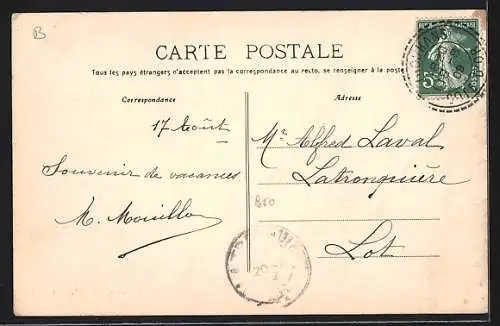 B
CARTE POSTALE
Tous les pays étrangers n'acceptent pas la correspondance au recto, se renseigner à la poste
Correspondance
Adresse
17 Août
Souvenir de vacances
Mr Alfred Laval
Latronquière
Lot
5